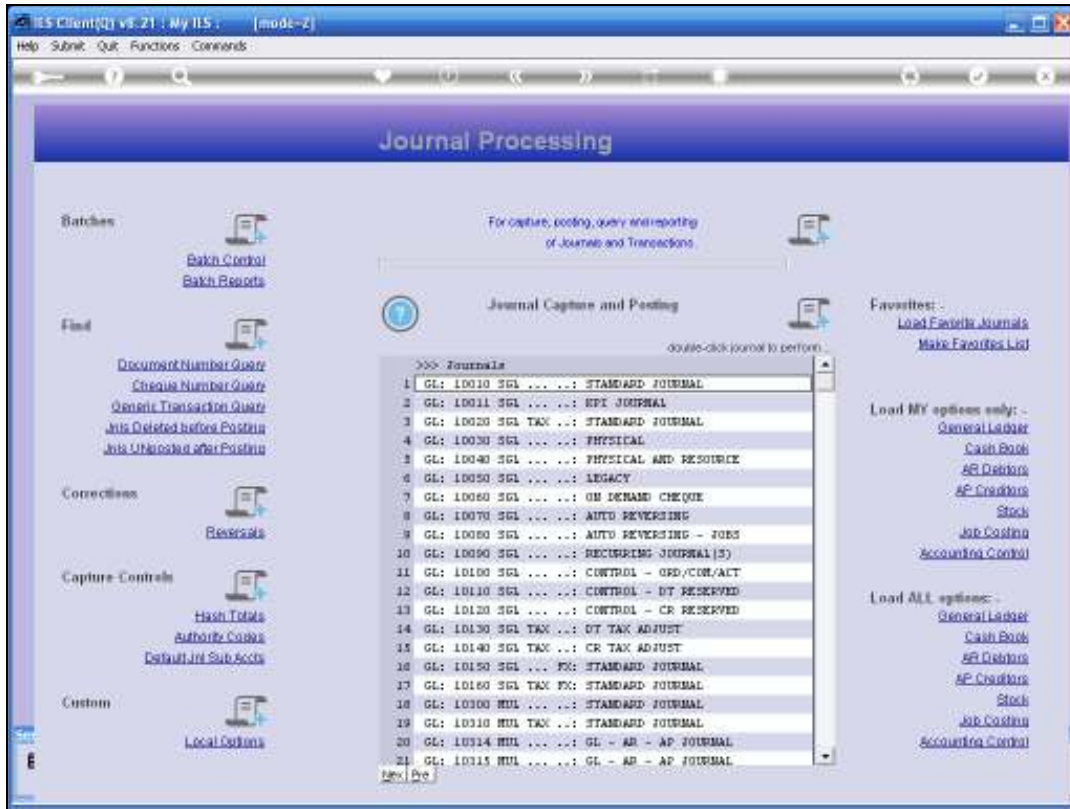 IES Client(Q) v8.21 : My IES : [mode=2]
Help Submit Quit Functions Commands
Journal Processing
Batches
Batch Control
Batch Reports
Find
Document Number Query
Cheque Number Query
Generic Transaction Query
Jnls Deleted before Posting
Jnls UNposted after Posting
Corrections
Reversals
Capture Controls
Hash Totals
Authority Codes
Default Jnl Sub Accts
Custom
Local Options
For capture, posting, query and reporting
of Journals and Transactions.
Journal Capture and Posting
double-click journal to perform ..
>>> Journals
1 GL: 10010 SGL ... ..: STANDARD JOURNAL
2 GL: 10011 SGL ... ..: KPI JOURNAL
3 GL: 10020 SGL TAX ..: STANDARD JOURNAL
4 GL: 10030 SGL ... ..: PHYSICAL
5 GL: 10040 SGL ... ..: PHYSICAL AND RESOURCE
6 GL: 10050 SGL ... ..: LEGACY
7 GL: 10060 SGL ... ..: ON DEMAND CHEQUE
8 GL: 10070 SGL ... ..: AUTO REVERSING
9 GL: 10080 SGL ... ..: AUTO REVERSING - JOBS
10 GL: 10090 SGL ... ..: RECURRING JOURNAL(S)
11 GL: 10100 SGL ... ..: CONTROL - ORD/COM/ACT
12 GL: 10110 SGL ... ..: CONTROL - DT RESERVED
13 GL: 10120 SGL ... ..: CONTROL - CR RESERVED
14 GL: 10130 SGL TAX ..: DT TAX ADJUST
15 GL: 10140 SGL TAX ..: CR TAX ADJUST
16 GL: 10150 SGL ... FX: STANDARD JOURNAL
17 GL: 10160 SGL TAX FX: STANDARD JOURNAL
18 GL: 10300 MUL ... ..: STANDARD JOURNAL
19 GL: 10310 MUL TAX ..: STANDARD JOURNAL
20 GL: 10314 MUL ... ..: GL - AR - AP JOURNAL
21 GL: 10315 MUL ... ..: GL - AR - AP JOURNAL
Nex Pre
Favorites: -
Load Favorite Journals
Make Favorites List
Load MY options only: -
General Ledger
Cash Book
AR Debtors
AP Creditors
Stock
Job Costing
Accounting Control
Load ALL options: -
General Ledger
Cash Book
AR Debtors
AP Creditors
Stock
Job Costing
Accounting Control